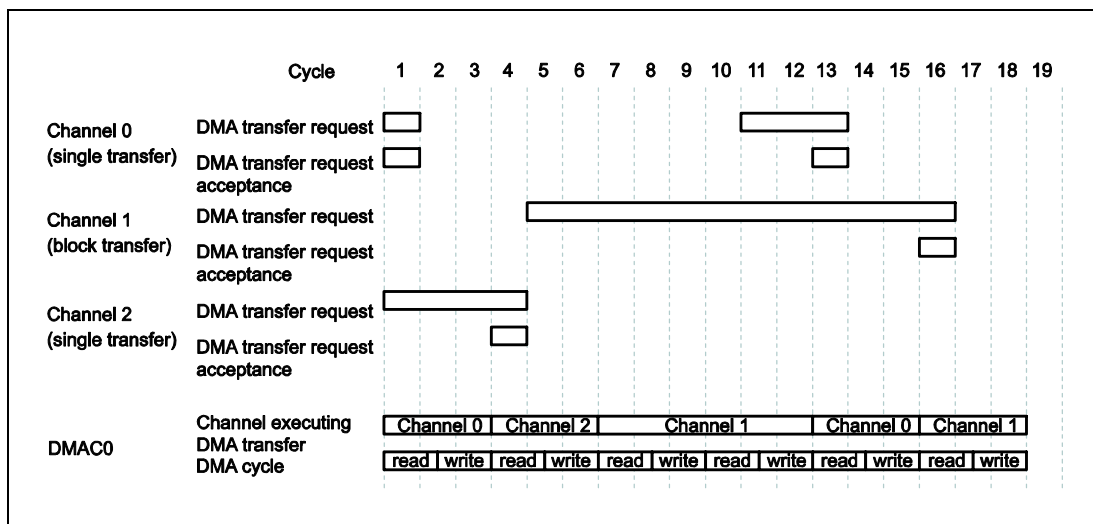 Cycle 1 2 3 4 5 6 7 8 9 10 11 12 13 14 15 16 17 18 19
Channel 0
(single transfer)
DMA transfer request
DMA transfer request
acceptance
Channel 1
(block transfer)
DMA transfer request
DMA transfer request
acceptance
Channel 2
(single transfer)
DMA transfer request
DMA transfer request
acceptance
DMAC0
Channel executing
DMA transfer
Channel 0 Channel 2 Channel 1 Channel 0 Channel 1
DMA cycle
read write read write read write read write read write read write